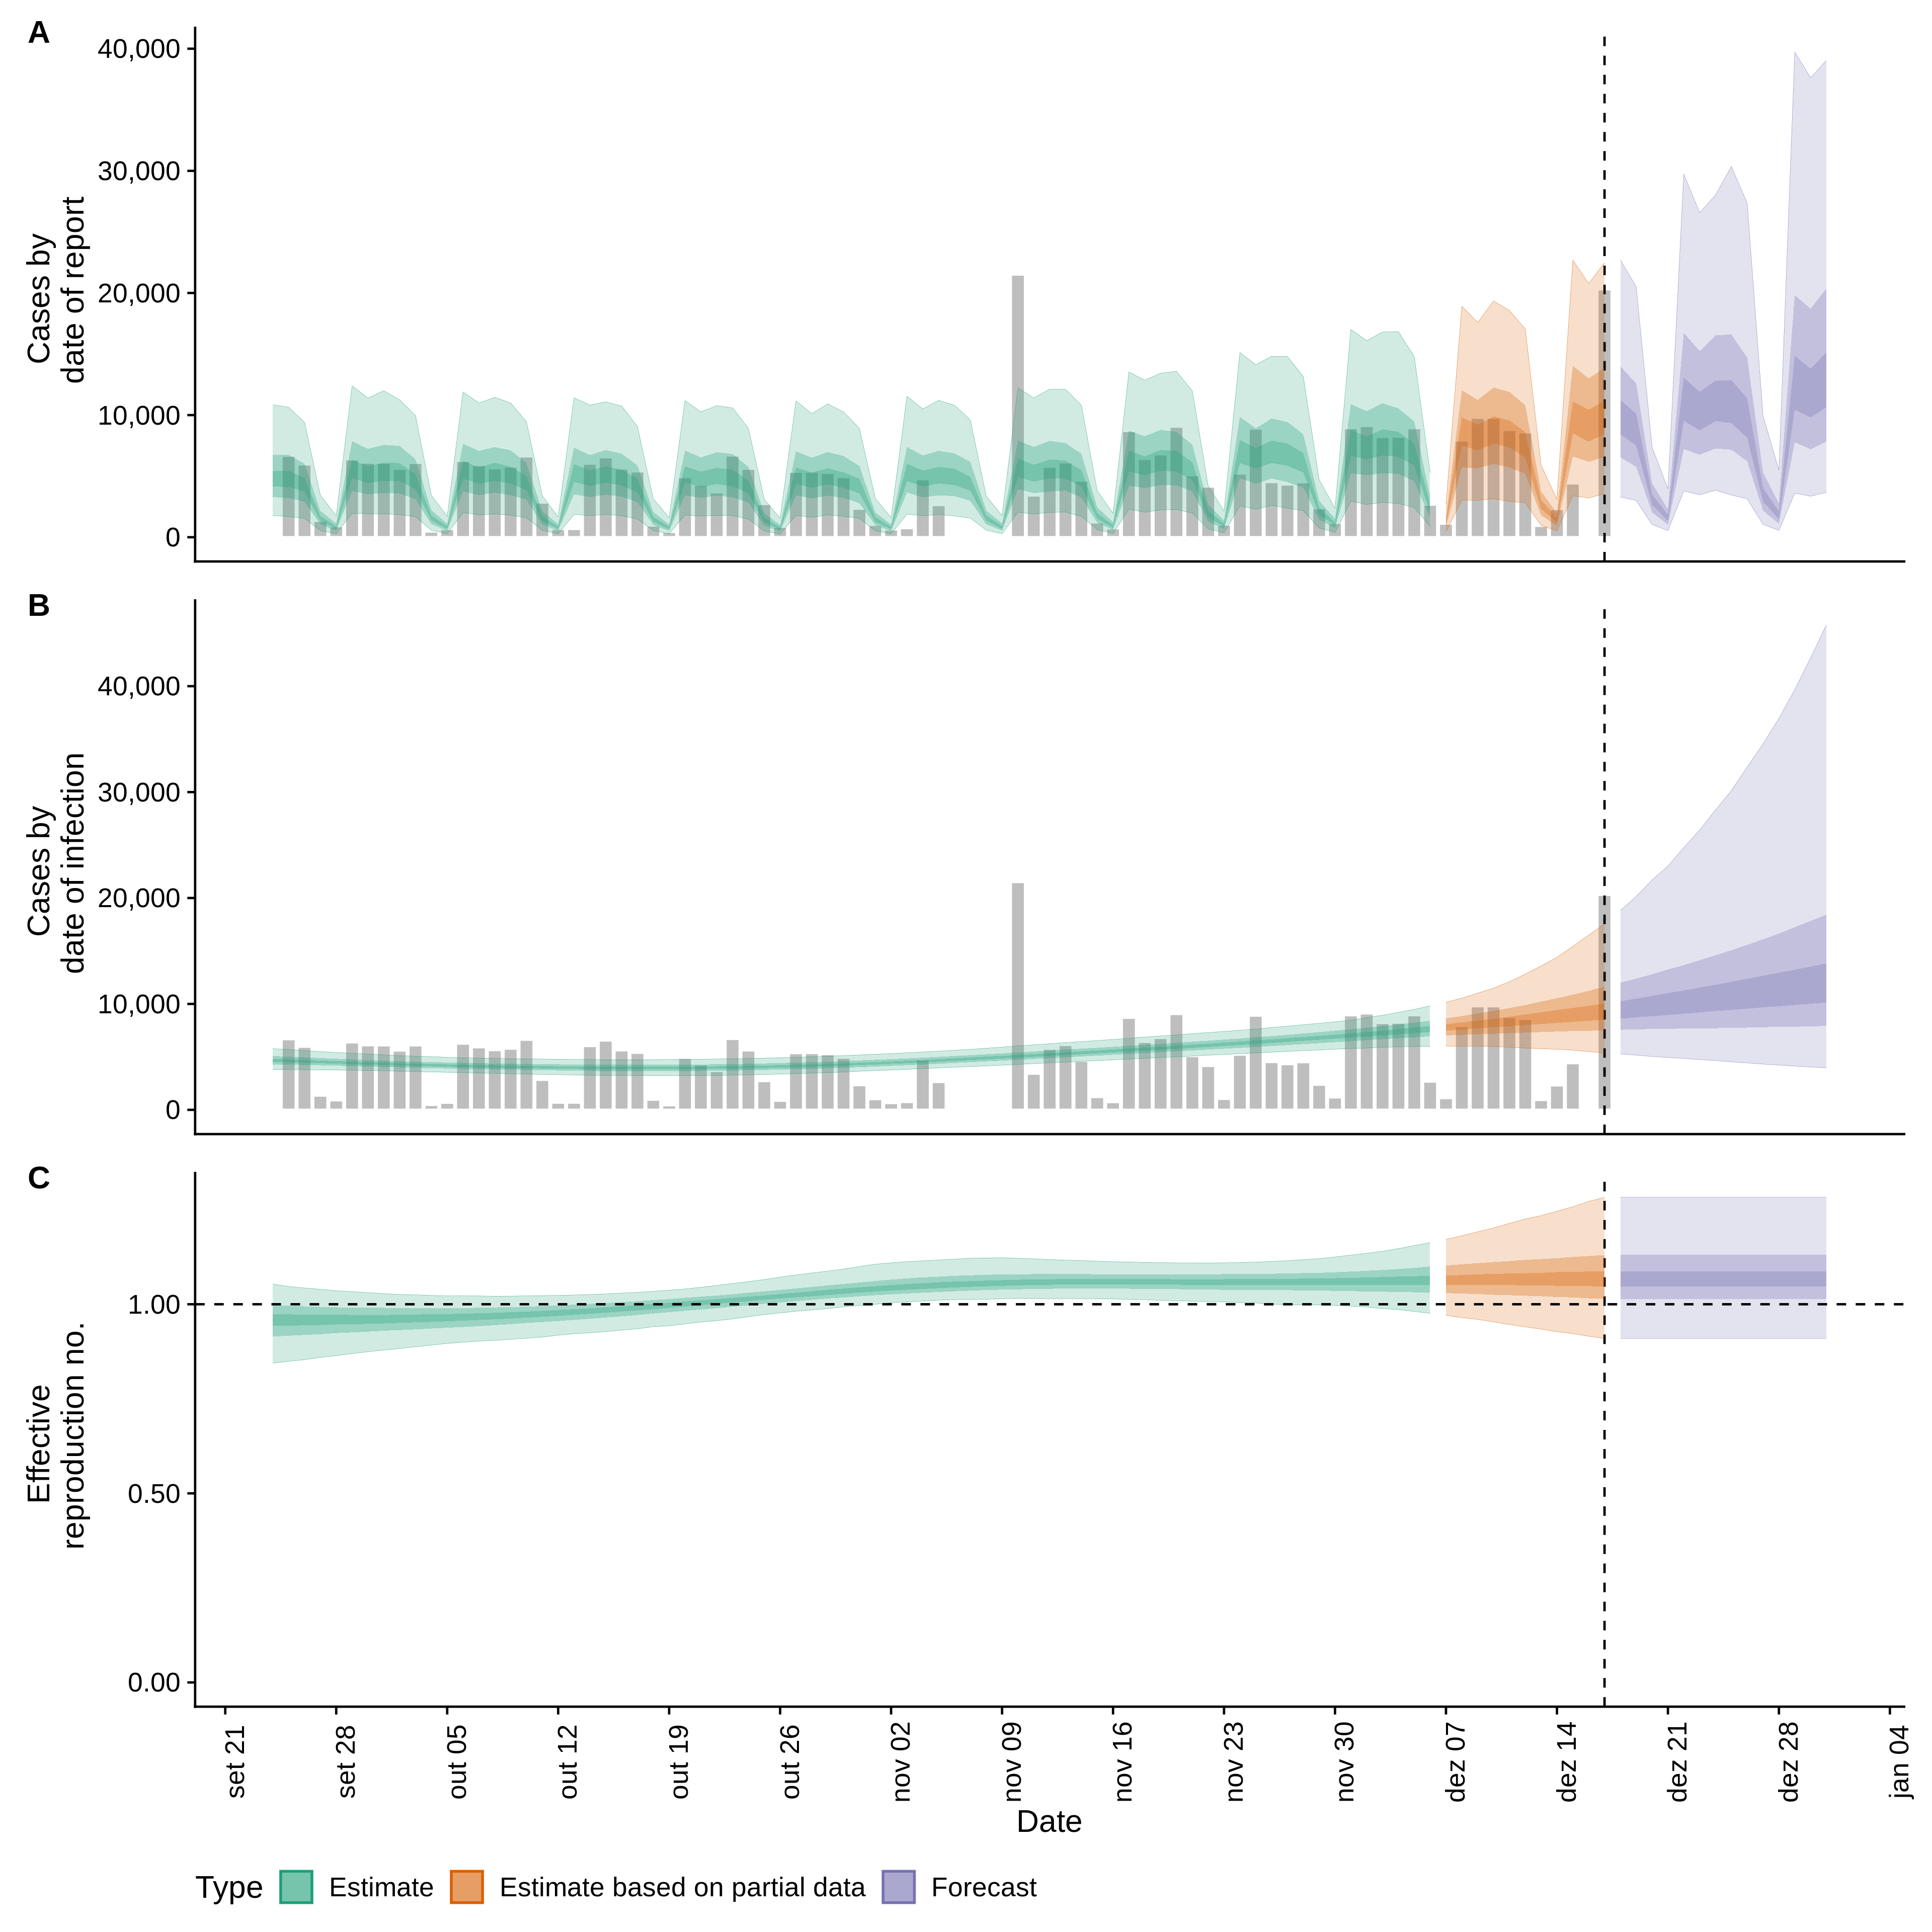 A
40,000
30,000
20,000
10,000
0
Cases by
date of report
B
40,000
30,000
20,000
10,000
0
Cases by
date of infection
C
1.00
0.50
0.00
Effective
reproduction no.
set 21
set 28
out 05
out 12
out 19
out 26
nov 02
nov 09
nov 16
nov 23
nov 30
dez 07
dez 14
dez 21
dez 28
jan 04
Date
Type Estimate Estimate based on partial data Forecast